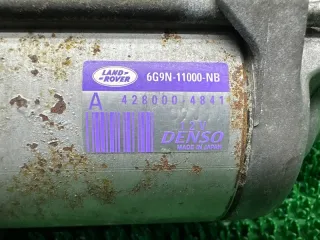 LAND
ROVER
6G9N-11000-NB
A 428000 4841
DENSO
MADE IN JAPAN